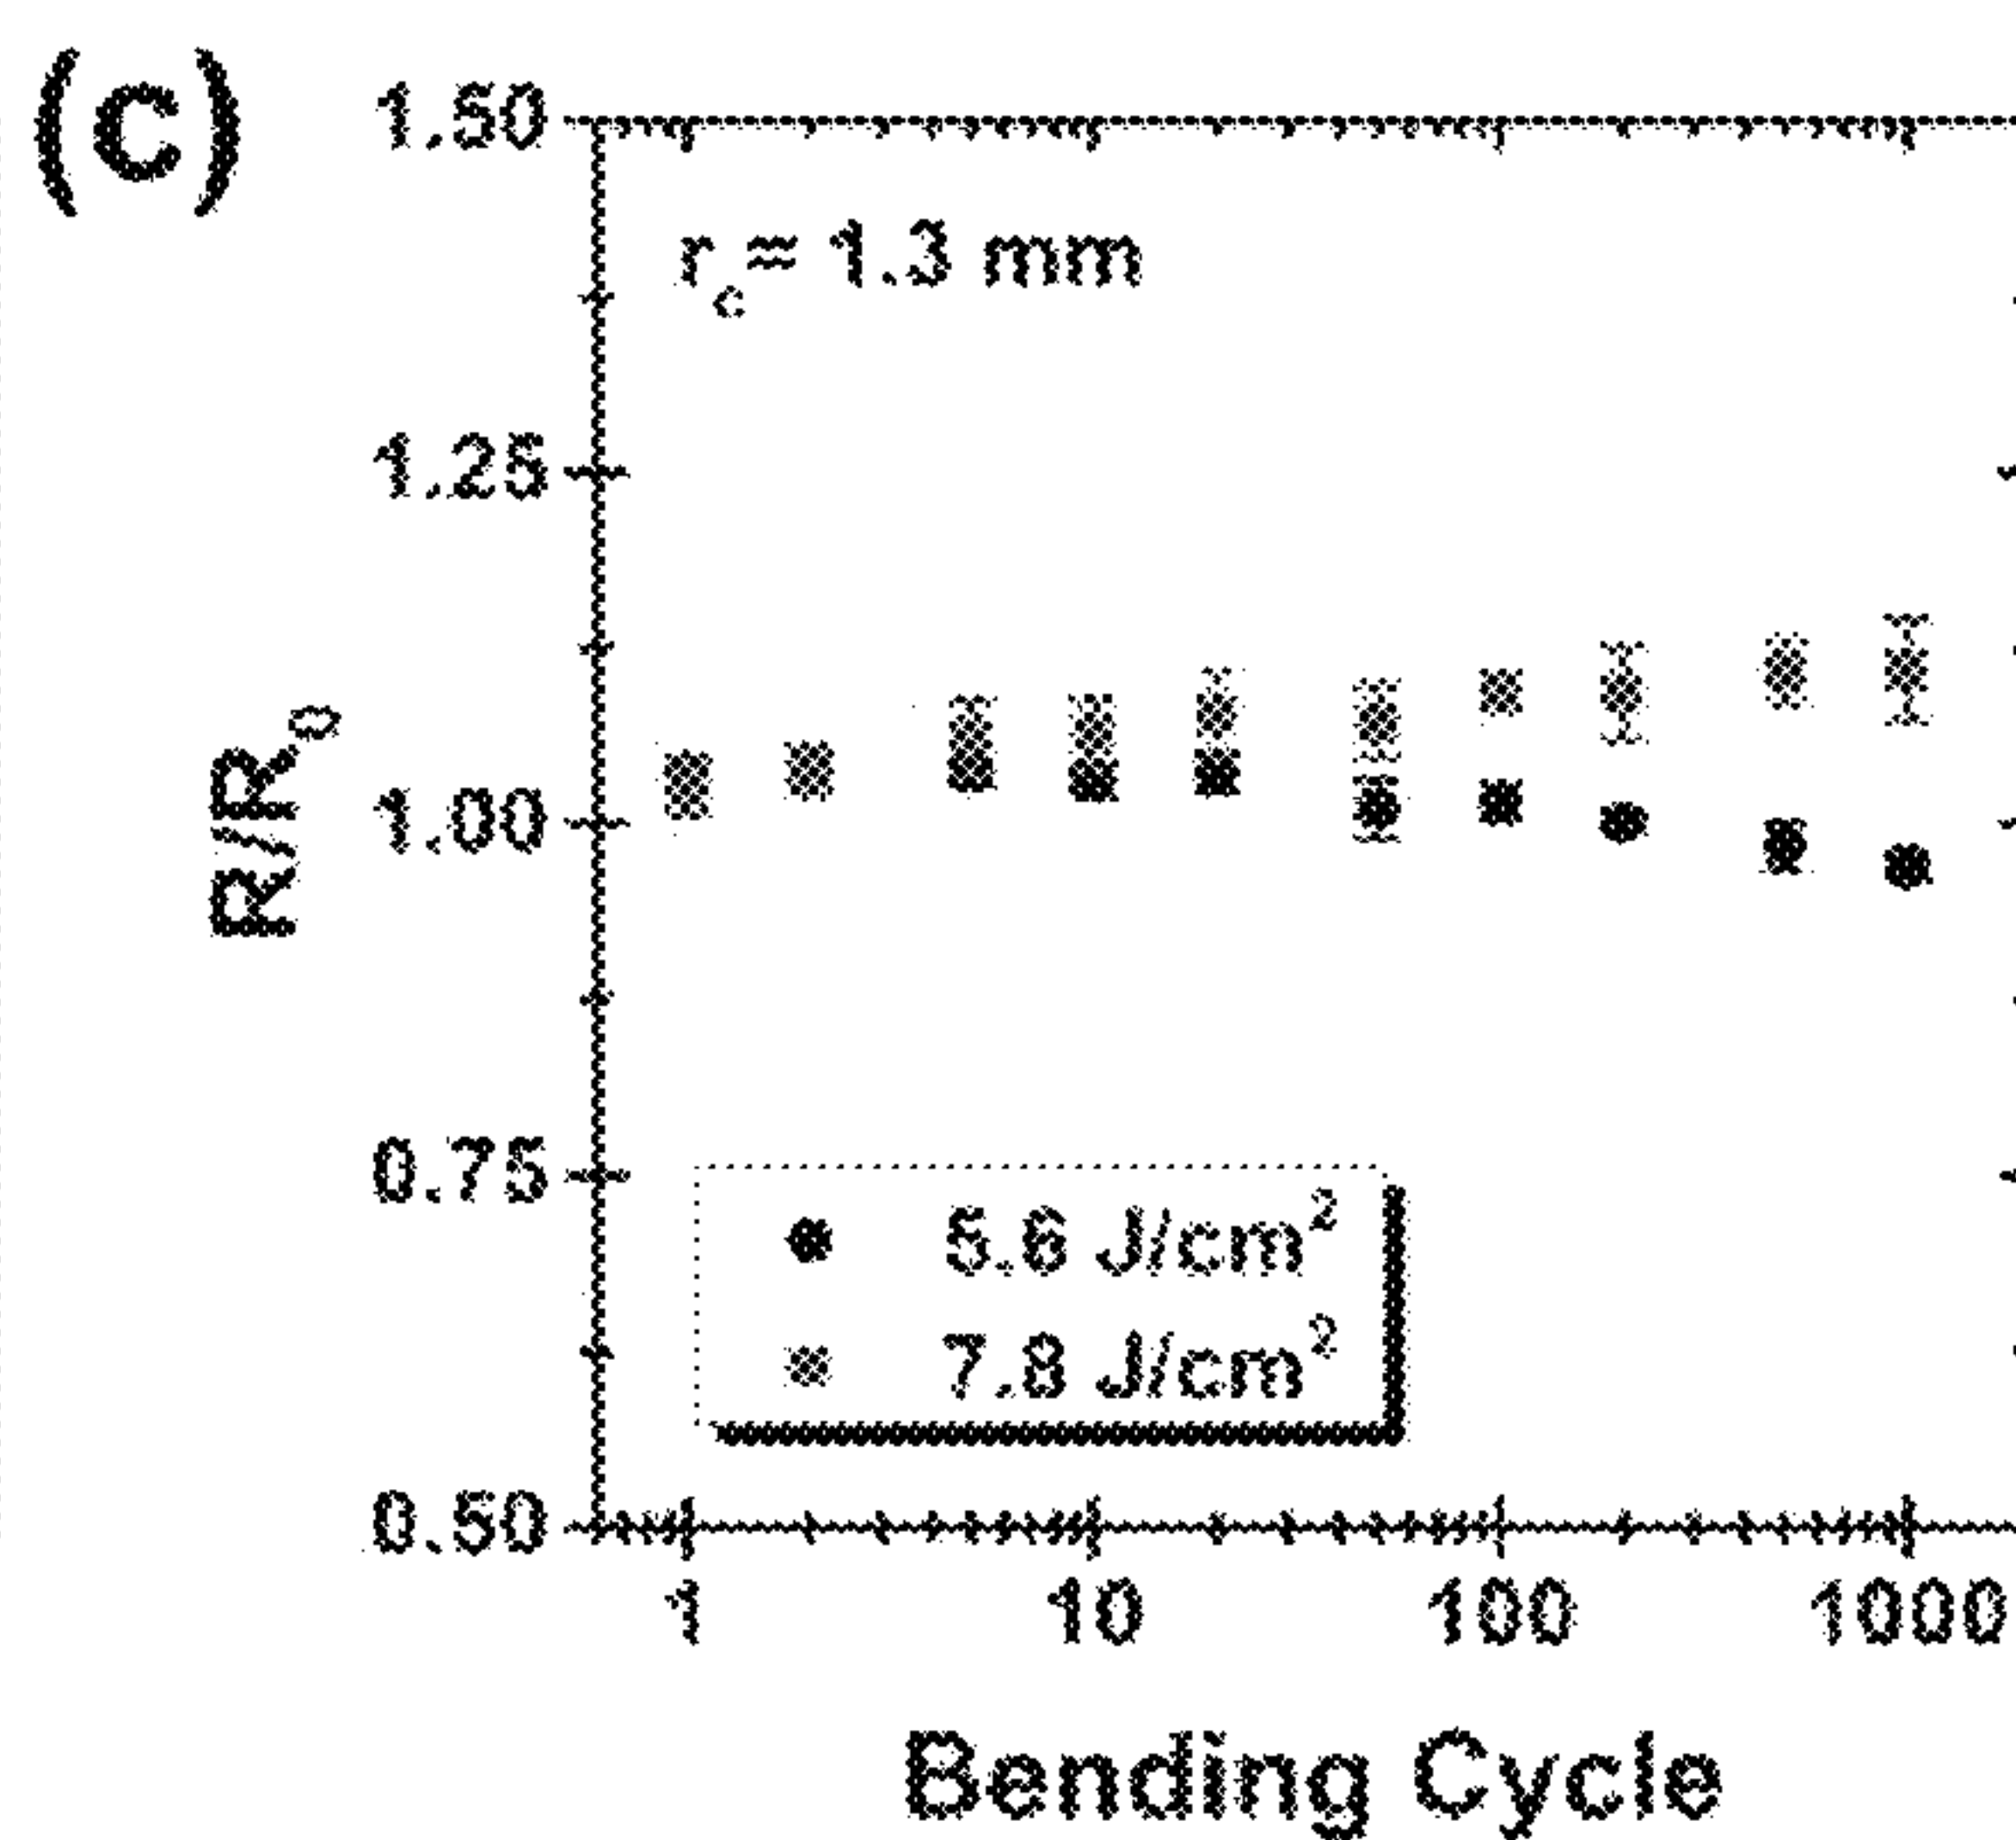 (c)
1.50
r_c ≈ 1.3 mm
1.25
R/R_0
1.00
0.75
5.6 J/cm²
7.8 J/cm²
0.50
1 10 100 1000
Bending Cycle